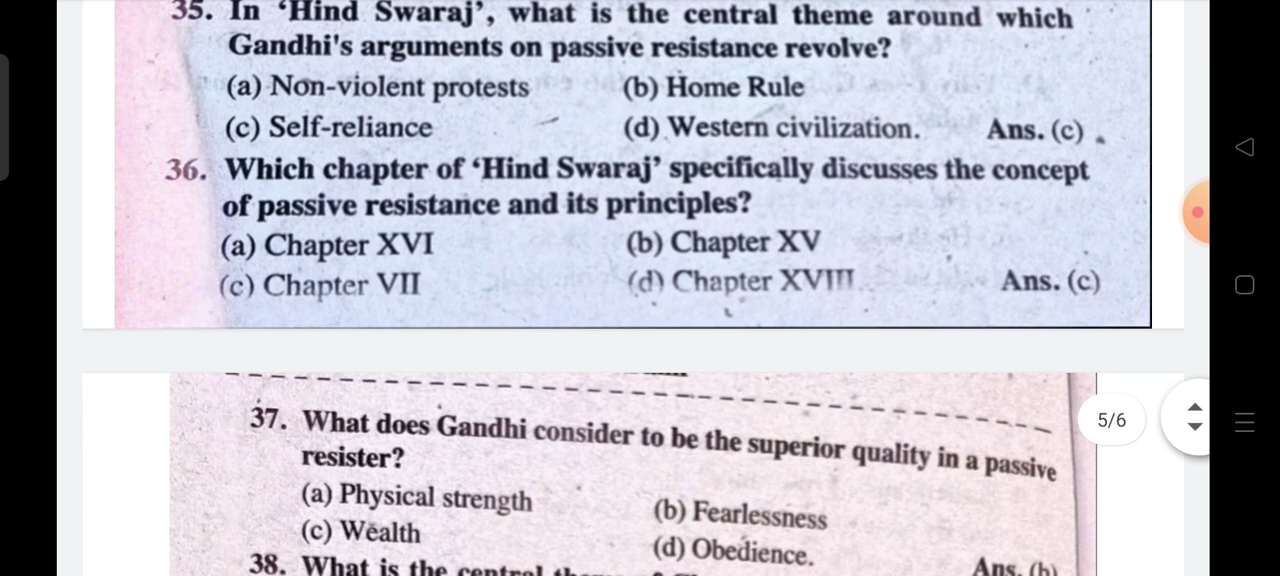 35. In ‘Hind Swaraj’, what is the central theme around which
Gandhi's arguments on passive resistance revolve?
(a) Non-violent protests (b) Home Rule
(c) Self-reliance (d) Western civilization. Ans. (c)
36. Which chapter of ‘Hind Swaraj’ specifically discusses the concept
of passive resistance and its principles?
(a) Chapter XVI (b) Chapter XV
(c) Chapter VII (d) Chapter XVIII. Ans. (c)
37. What does Gandhi consider to be the superior quality in a passive
resister?
(a) Physical strength (b) Fearlessness
(c) Wealth (d) Obedience. Ans. (b)
38. What is the central
5/6